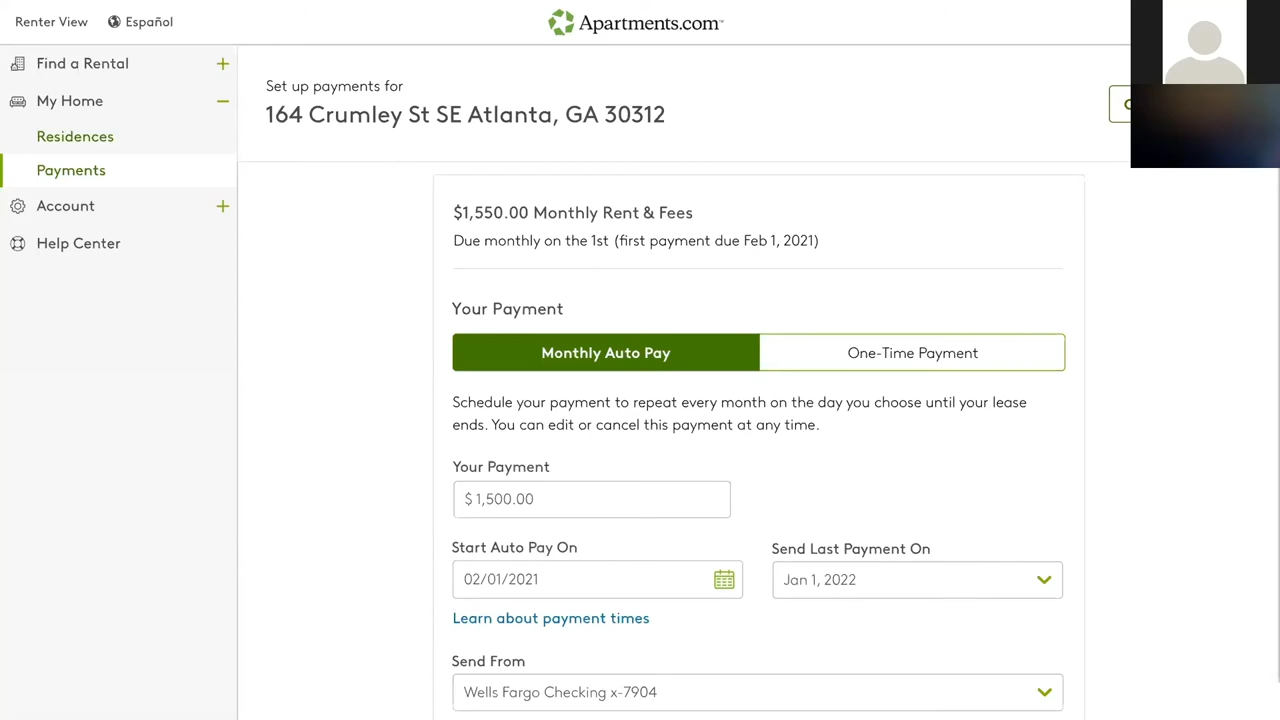 Renter View
Español
Apartments.com
Find a Rental
My Home
Residences
Payments
Account
Help Center
Set up payments for
164 Crumley St SE Atlanta, GA 30312
$1,550.00 Monthly Rent & Fees
Due monthly on the 1st (first payment due Feb 1, 2021)
Your Payment
Monthly Auto Pay
One-Time Payment
Schedule your payment to repeat every month on the day you choose until your lease
ends. You can edit or cancel this payment at any time.
Your Payment
$ 1,500.00
Start Auto Pay On
Send Last Payment On
02/01/2021
Jan 1, 2022
Learn about payment times
Send From
Wells Fargo Checking x-7904